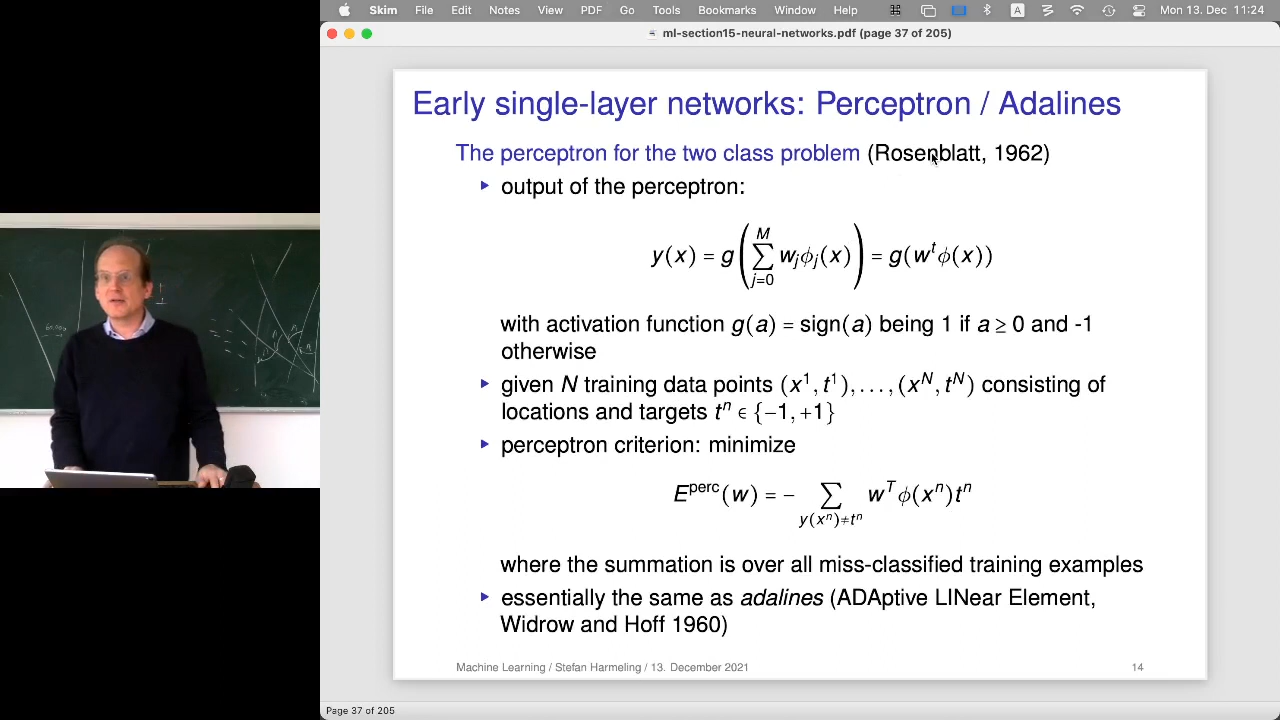 Skim File Edit Notes View PDF Go Tools Bookmarks Window Help A Mon 13. Dec 11:24
ml-section15-neural-networks.pdf (page 37 of 205)
Early single-layer networks: Perceptron / Adalines
The perceptron for the two class problem (Rosenblatt, 1962)
▸ output of the perceptron:
y(x) = g(∑_{j=0}^{M} w_j ϕ_j(x)) = g(w^t ϕ(x))
with activation function g(a) = sign(a) being 1 if a ≥ 0 and -1
otherwise
▸ given N training data points (x^1, t^1), . . . , (x^N, t^N) consisting of
locations and targets t^n ∈ {−1, +1}
▸ perceptron criterion: minimize
E^perc(w) = − ∑_{y(x^n)≠t^n} w^T ϕ(x^n)t^n
where the summation is over all miss-classified training examples
▸ essentially the same as adalines (ADAptive LINear Element,
Widrow and Hoff 1960)
Machine Learning / Stefan Harmeling / 13. December 2021 14
Page 37 of 205